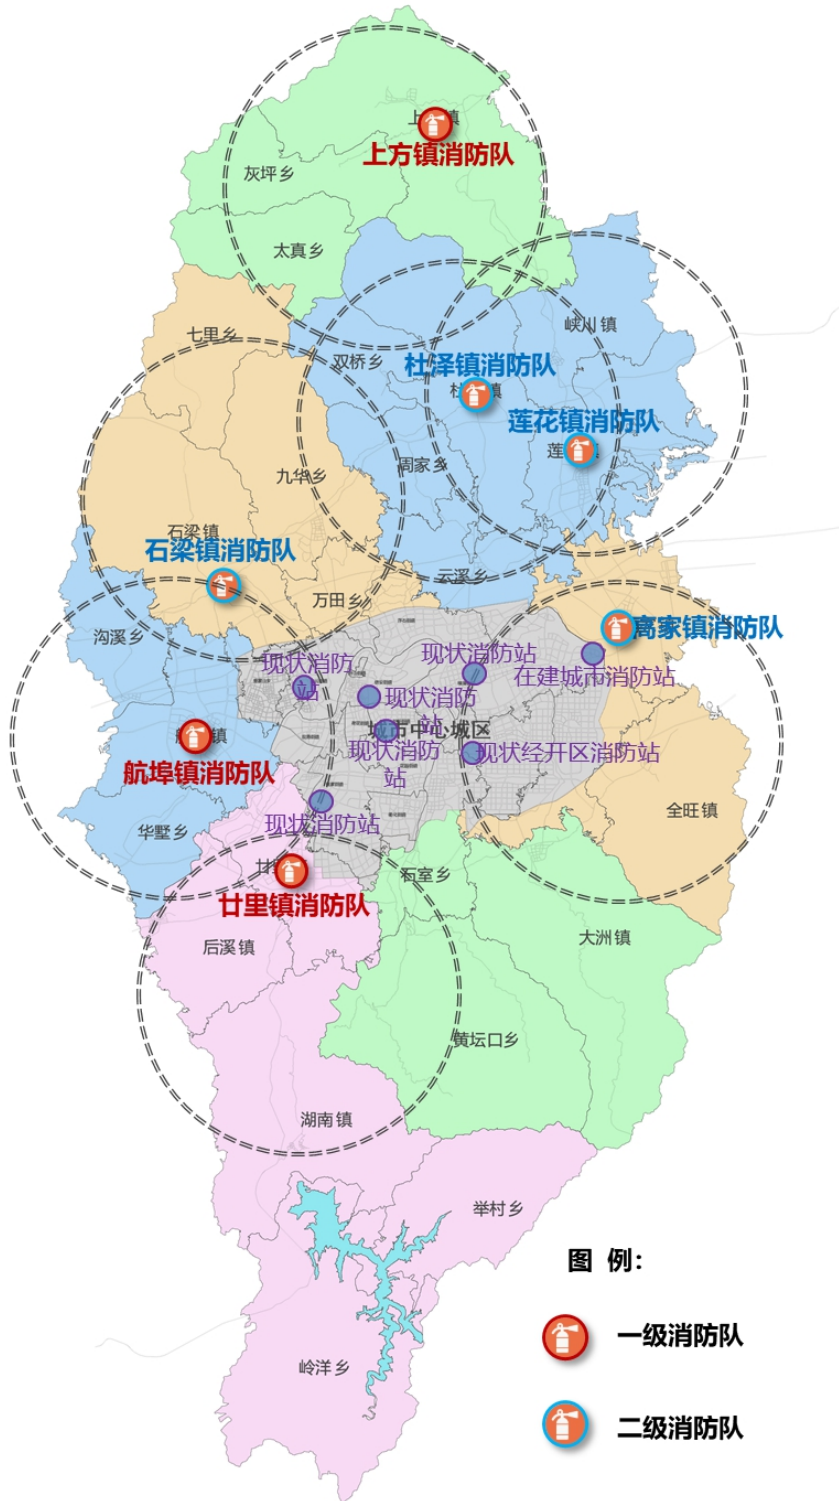 上 镇
上方镇消防队
灰坪乡
太真乡
峡川镇
七里乡
双桥乡
杜泽镇消防队
杜 镇
莲花镇消防队
莲
周家乡
九华乡
石梁镇
石梁镇消防队
云溪乡
万田乡
高家镇消防队
沟溪乡
现状消防站
现状消防
站
在建城市消防站
现状消防
站
城市中心城区
航 镇
现状消防
站
现状经开区消防站
航埠镇消防队
全旺镇
现状消防站
华墅乡
廿
石室乡
廿里镇消防队
后溪镇
大洲镇
黄坛口乡
湖南镇
举村乡
图 例：
一级消防队
岭洋乡
二级消防队